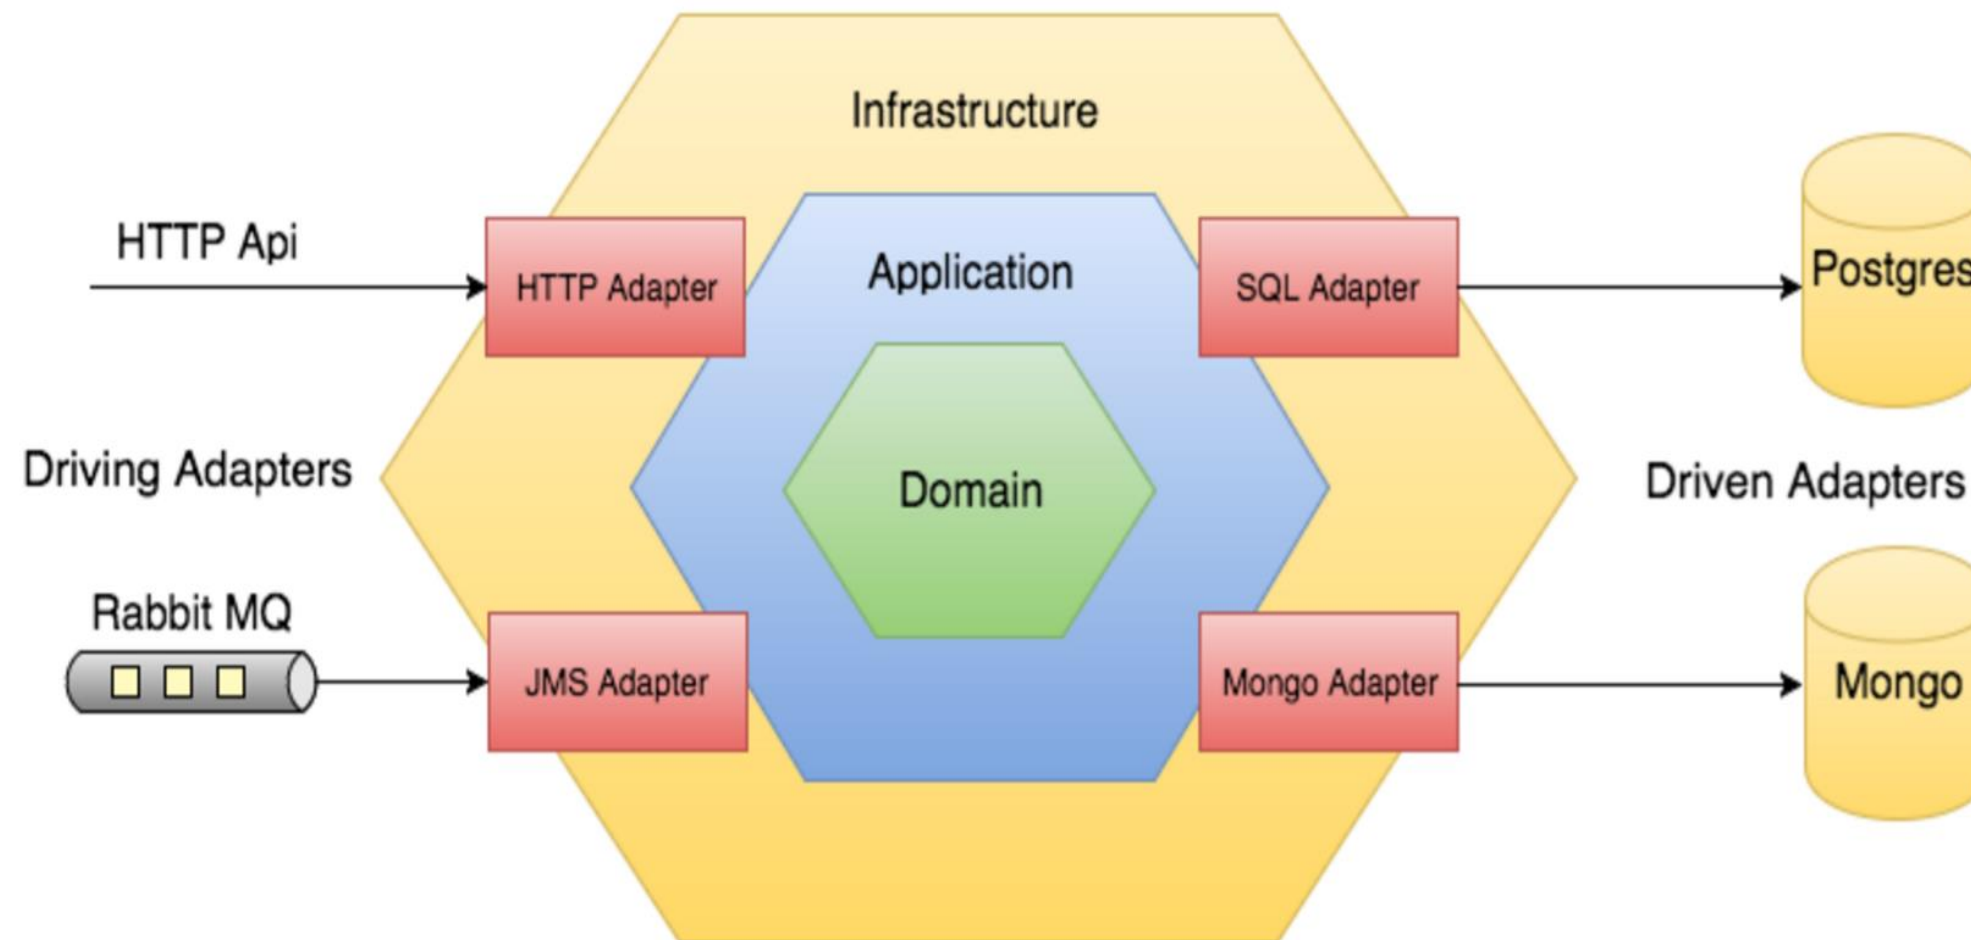 Infrastructure
HTTP Api
HTTP Adapter
Application
SQL Adapter
Postgres
Driving Adapters
Domain
Driven Adapters
Rabbit MQ
JMS Adapter
Mongo Adapter
Mongo